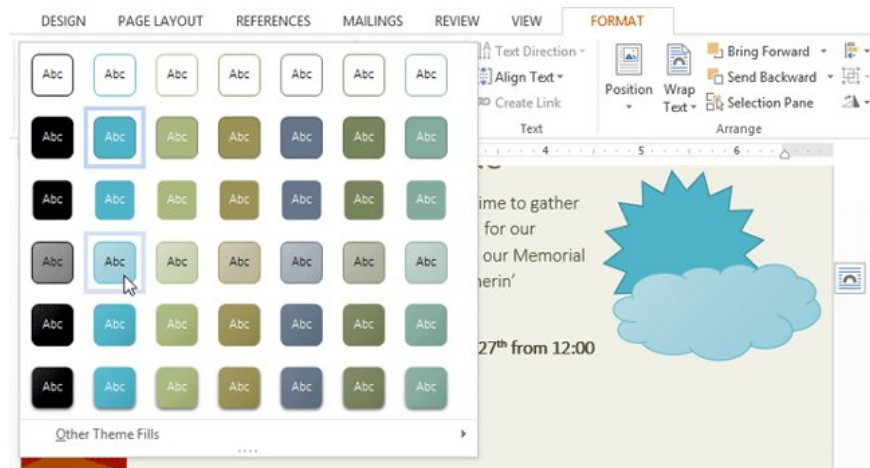 DESIGN PAGE LAYOUT REFERENCES MAILINGS REVIEW VIEW FORMAT
Abc Abc Abc Abc Abc Abc Abc
Abc Abc Abc Abc Abc Abc Abc
Abc Abc Abc Abc Abc Abc Abc
Abc Abc Abc Abc Abc Abc Abc
Abc Abc Abc Abc Abc Abc Abc
Abc Abc Abc Abc Abc Abc Abc
Other Theme Fills
Text Direction
Align Text
Create Link
Text
Position
Wrap
Text
Bring Forward
Send Backward
Selection Pane
Arrange
4 5 6
ime to gather
for our
our Memorial
herin’
27th from 12:00